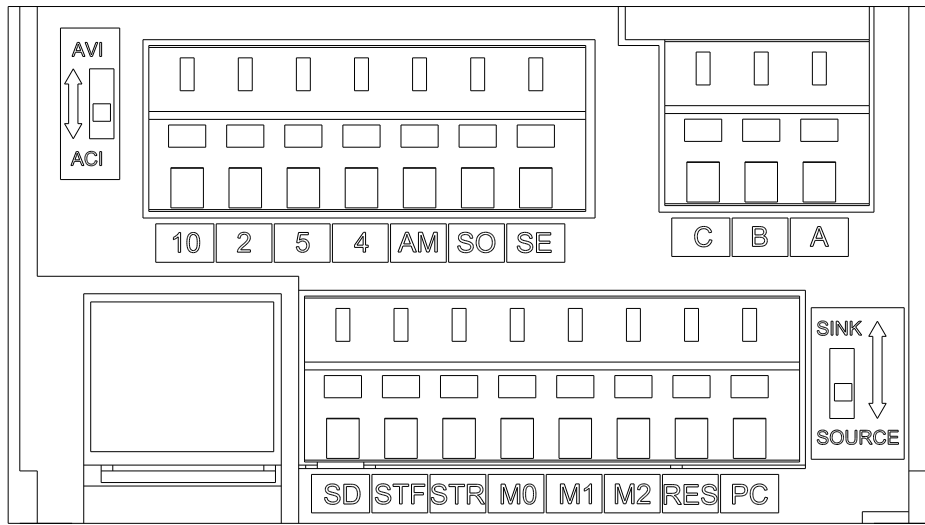 AVI
ACI
10 2 5 4 AM SO SE
C B A
SINK
SOURCE
SD STF STR M0 M1 M2 RES PC